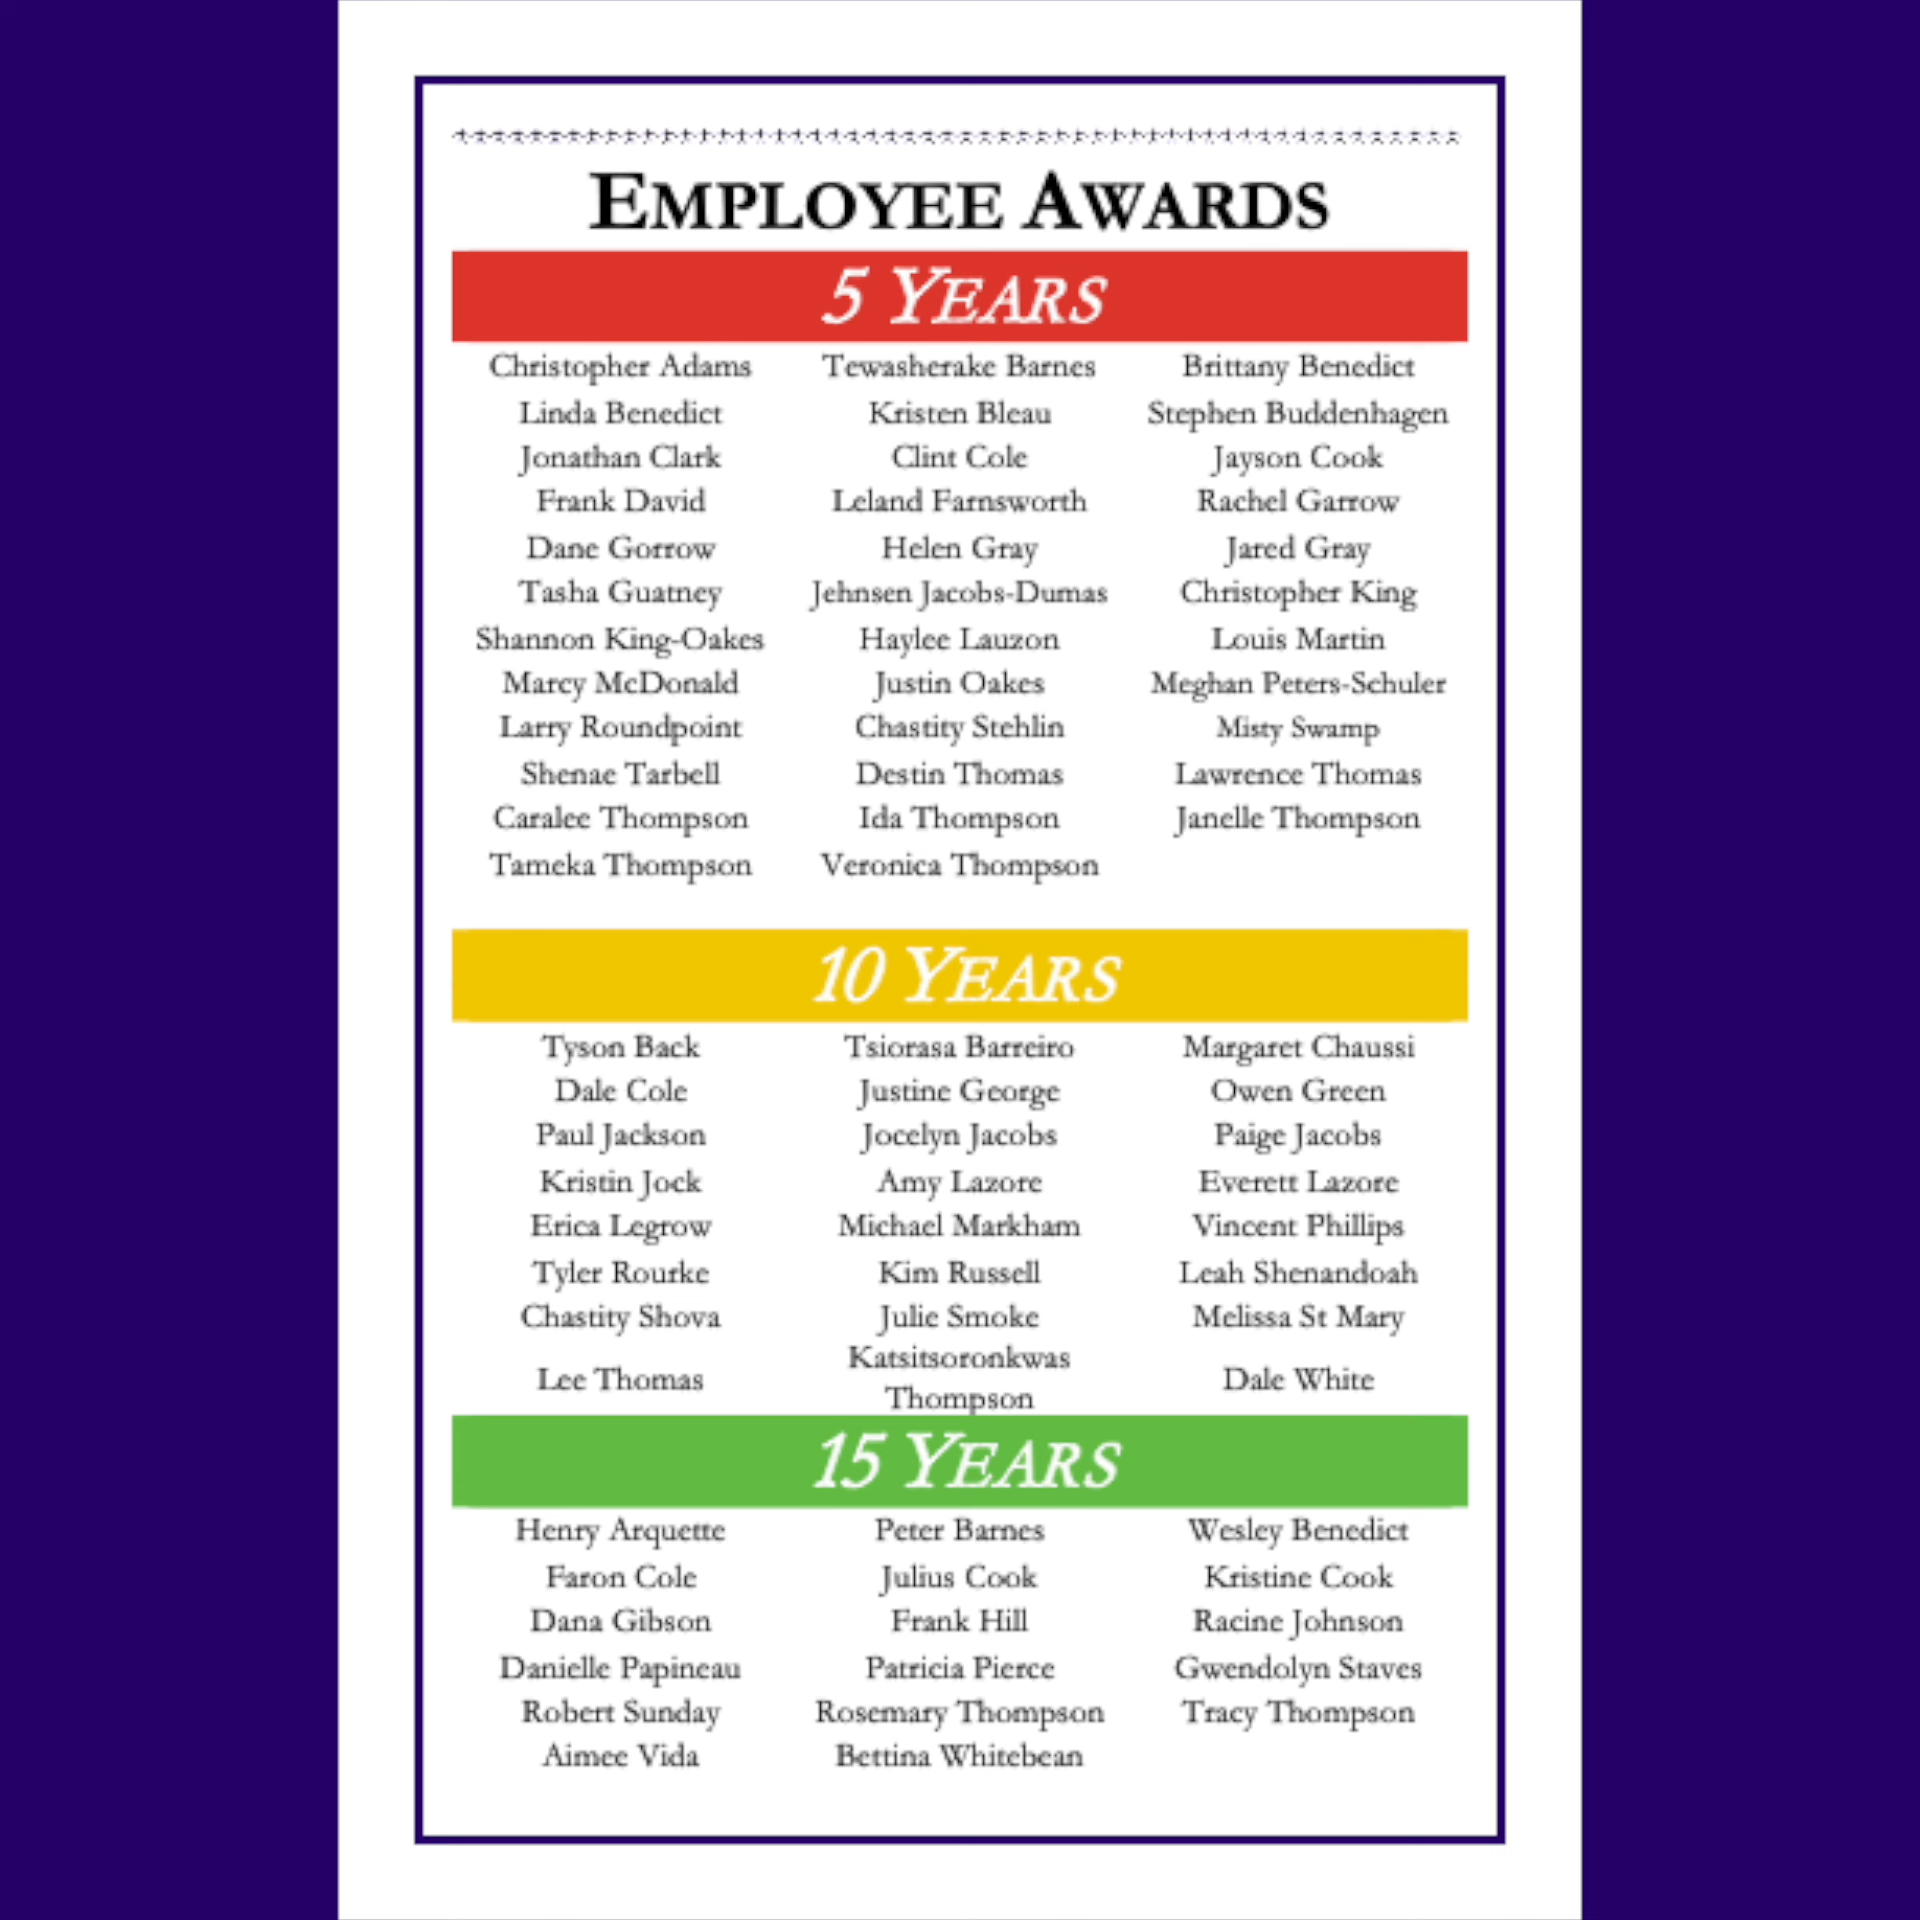 EMPLOYEE AWARDS
5 YEARS
Christopher Adams Tewasherake Barnes Brittany Benedict
Linda Benedict Kristen Bleau Stephen Buddenhagen
Jonathan Clark Clint Cole Jayson Cook
Frank David Leland Farnsworth Rachel Garrow
Dane Gorrow Helen Gray Jared Gray
Tasha Guatney Jehnsen Jacobs-Dumas Christopher King
Shannon King-Oakes Haylee Lauzon Louis Martin
Marcy McDonald Justin Oakes Meghan Peters-Schuler
Larry Roundpoint Chastity Stehlin Misty Swamp
Shenae Tarbell Destin Thomas Lawrence Thomas
Caralee Thompson Ida Thompson Janelle Thompson
Tameka Thompson Veronica Thompson
10 YEARS
Tyson Back Tsiorasa Barreiro Margaret Chaussi
Dale Cole Justine George Owen Green
Paul Jackson Jocelyn Jacobs Paige Jacobs
Kristin Jock Amy Lazore Everett Lazore
Erica Legrow Michael Markham Vincent Phillips
Tyler Rourke Kim Russell Leah Shenandoah
Chastity Shova Julie Smoke Melissa St Mary
Lee Thomas Katsitsoronkwas Dale White
Thompson
15 YEARS
Henry Arquette Peter Barnes Wesley Benedict
Faron Cole Julius Cook Kristine Cook
Dana Gibson Frank Hill Racine Johnson
Danielle Papineau Patricia Pierce Gwendolyn Staves
Robert Sunday Rosemary Thompson Tracy Thompson
Aimee Vida Bettina Whitebean